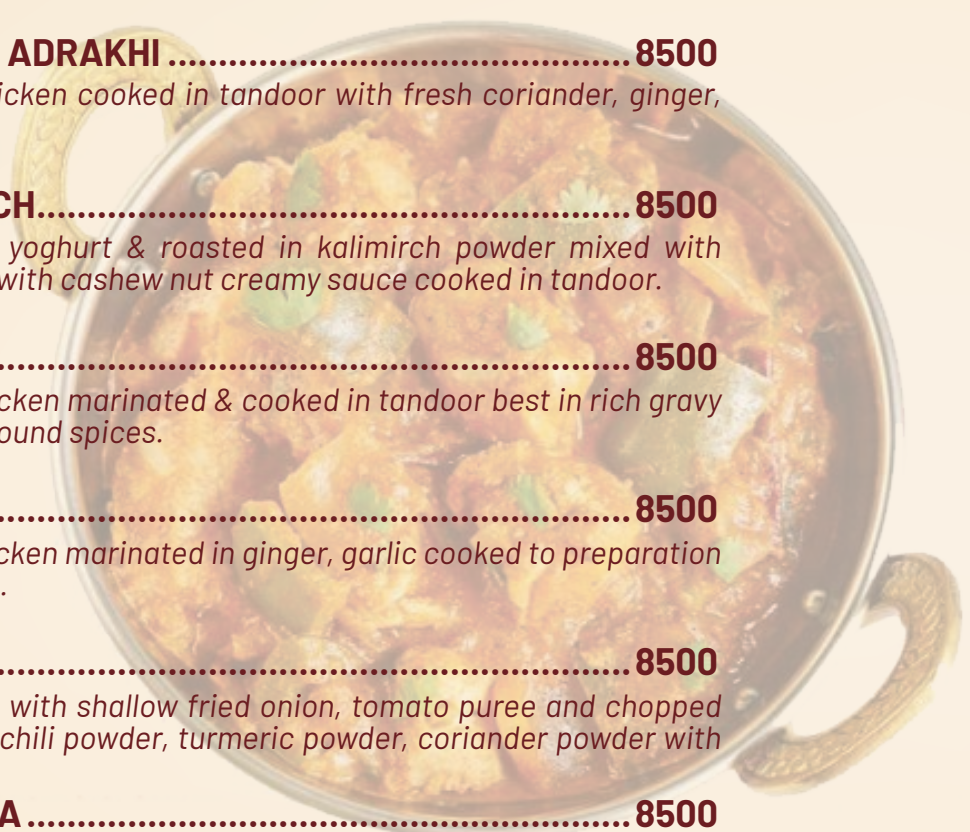 ADRAKHI ........................................................ 8500
icken cooked in tandoor with fresh coriander, ginger,
CH........................................................ 8500
yoghurt & roasted in kalimirch powder mixed with
with cashew nut creamy sauce cooked in tandoor.
........................................................ 8500
cken marinated & cooked in tandoor best in rich gravy
ound spices.
........................................................ 8500
cken marinated in ginger, garlic cooked to preparation
.
........................................................ 8500
with shallow fried onion, tomato puree and chopped
chili powder, turmeric powder, coriander powder with
A ........................................................ 8500